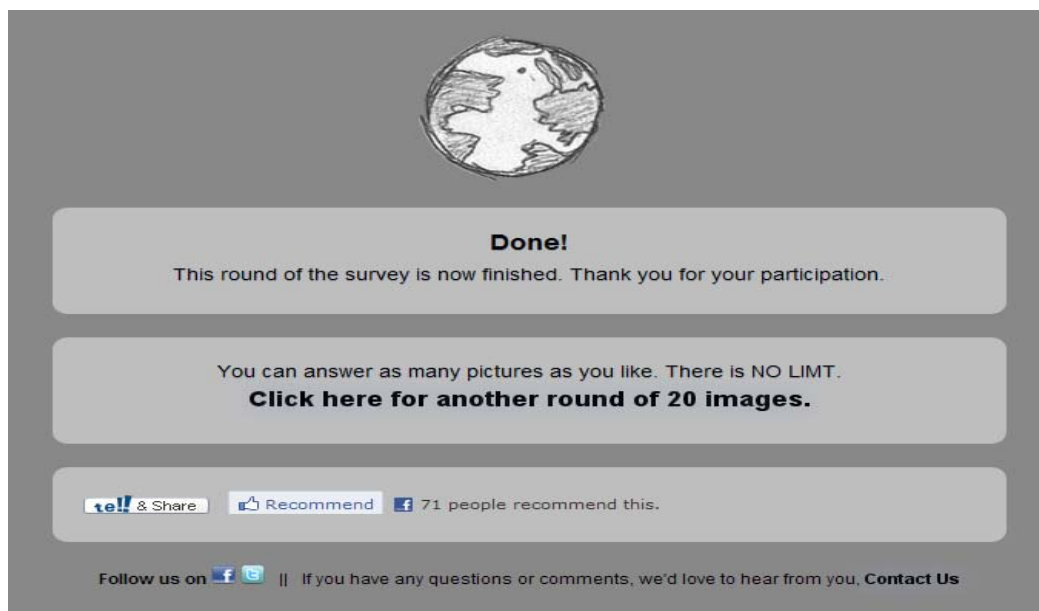 Done!
This round of the survey is now finished. Thank you for your participation.
You can answer as many pictures as you like. There is NO LIMT.
Click here for another round of 20 images.
tell! & Share Recommend 71 people recommend this.
Follow us on || If you have any questions or comments, we'd love to hear from you, Contact Us